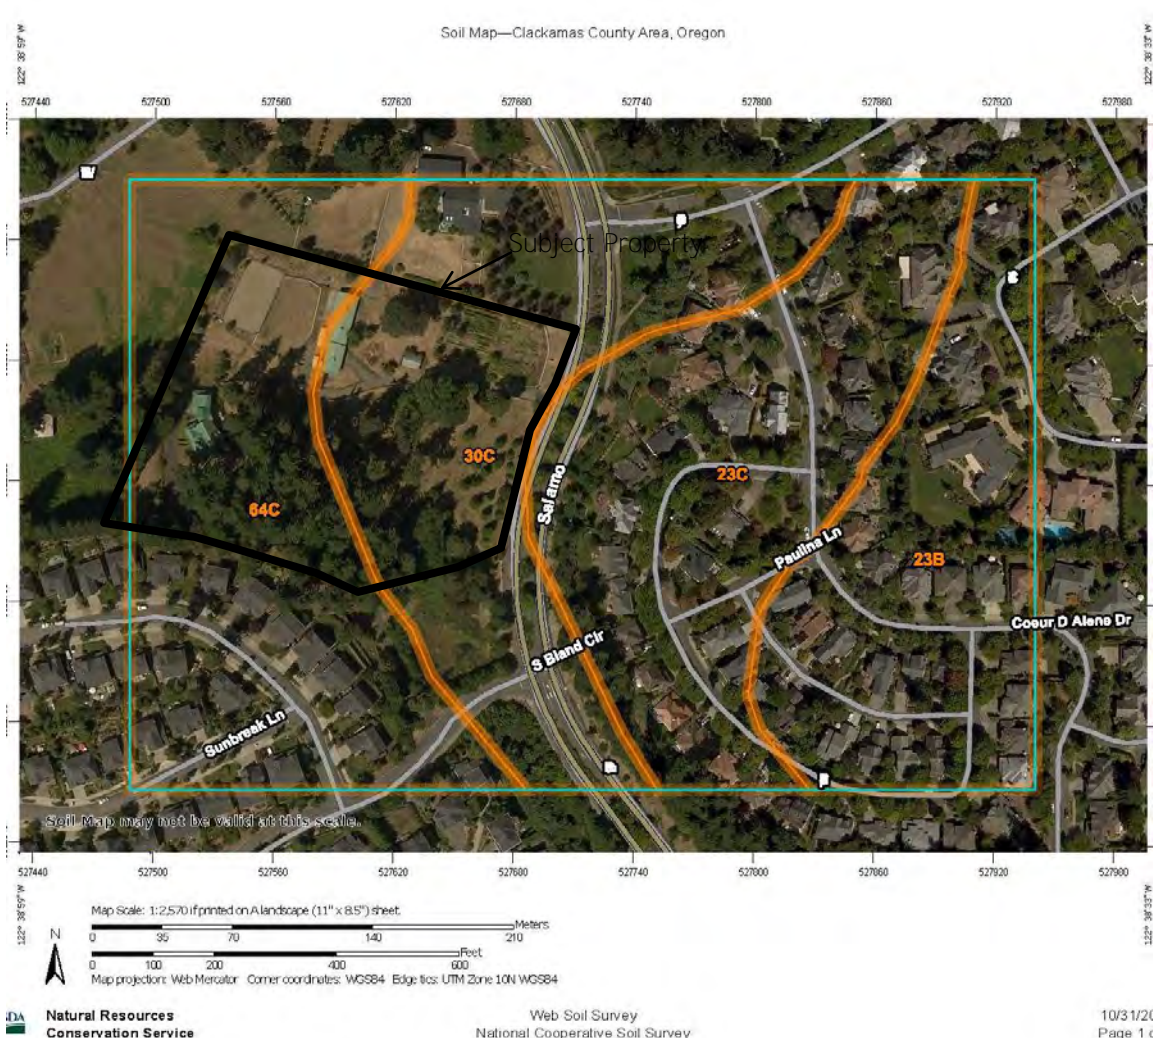 Soil Map—Clackamas County Area, Oregon
122° 38' 59" W
122° 38' 33" W
527440 527500 527560 527620 527680 527740 527800 527860 527920 527980
Subject Property
30C
64C
23C
23B
Salamo
Paulina Ln
Coeur D Alene Dr
S Bland Cir
Sunbreak Ln
Soil Map may not be valid at this scale.
527440 527500 527560 527620 527680 527740 527800 527860 527920 527980
122° 38' 59" W
122° 38' 33" W
Map Scale: 1:2,570 if printed on A landscape (11" x 8.5") sheet.
N
Meters
0 35 70 140 210
Feet
0 100 200 400 600
Map projection: Web Mercator Corner coordinates: WGS84 Edge tics: UTM Zone 10N WGS84
Natural Resources
Conservation Service
Web Soil Survey
National Cooperative Soil Survey
10/31/20
Page 1